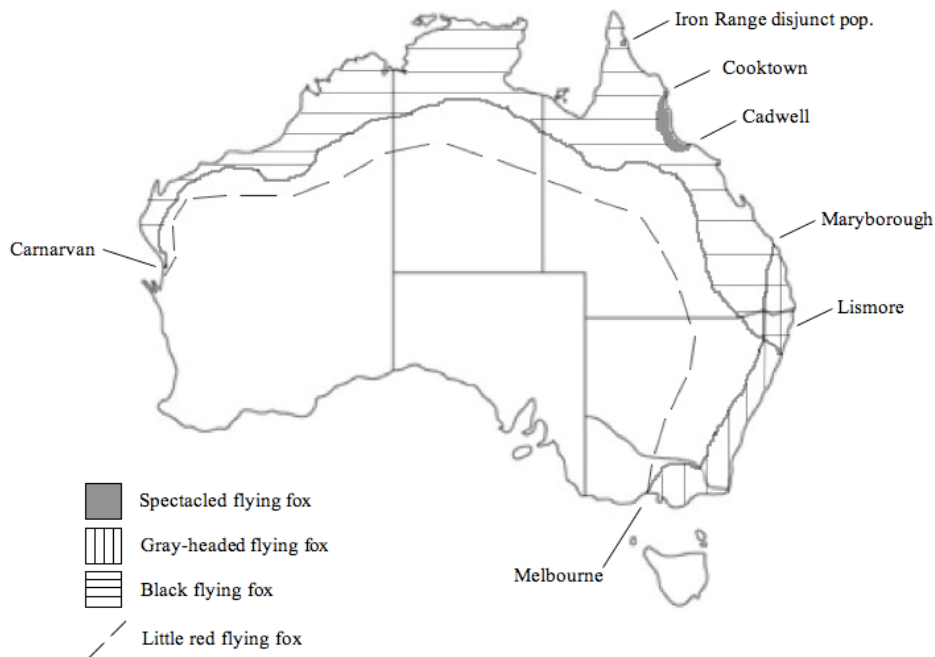 Iron Range disjunct pop.
Cooktown
Cadwell
Maryborough
Carnarvan
Lismore
Spectacled flying fox
Gray-headed flying fox
Black flying fox
Melbourne
Little red flying fox